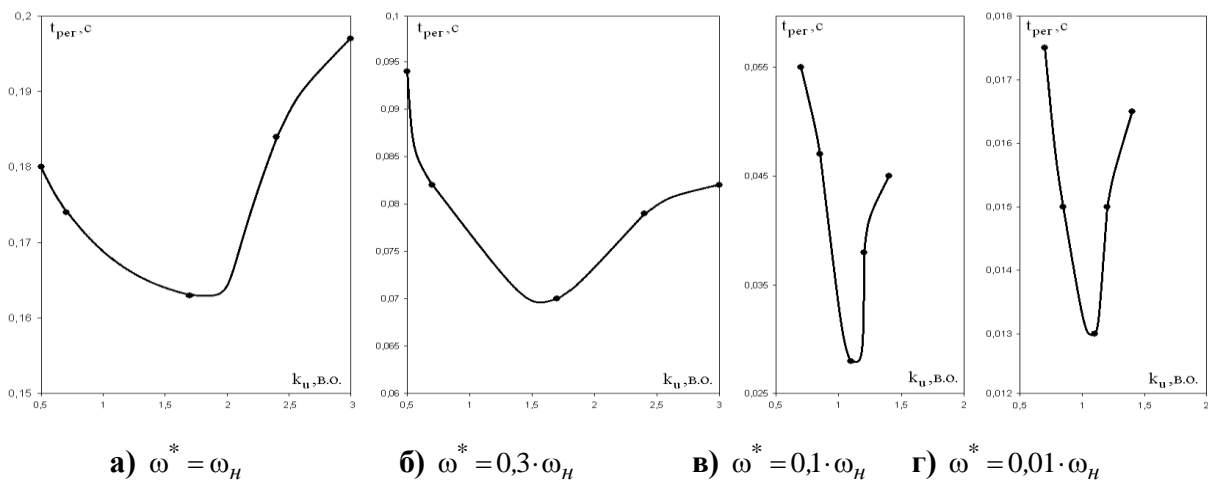 0,2 0,19 0,18 0,17 0,16 0,15
t_per,с
k_u,в.о.
0,5 1 1,5 2 2,5 3
0,1 0,095 0,09 0,085 0,08 0,075 0,07 0,065 0,06
t_per,с
k_u,в.о.
0,5 1 1,5 2 2,5 3
0,055 0,045 0,035 0,025
t_per,с
k_u,в.о.
0,5 1 1,5 2
0,018 0,017 0,016 0,015 0,014 0,013 0,012
t_per,с
k_u,в.о.
0,5 1 1,5 2
а) ω* = ω_н б) ω* = 0,3·ω_н в) ω* = 0,1·ω_н г) ω* = 0,01·ω_н